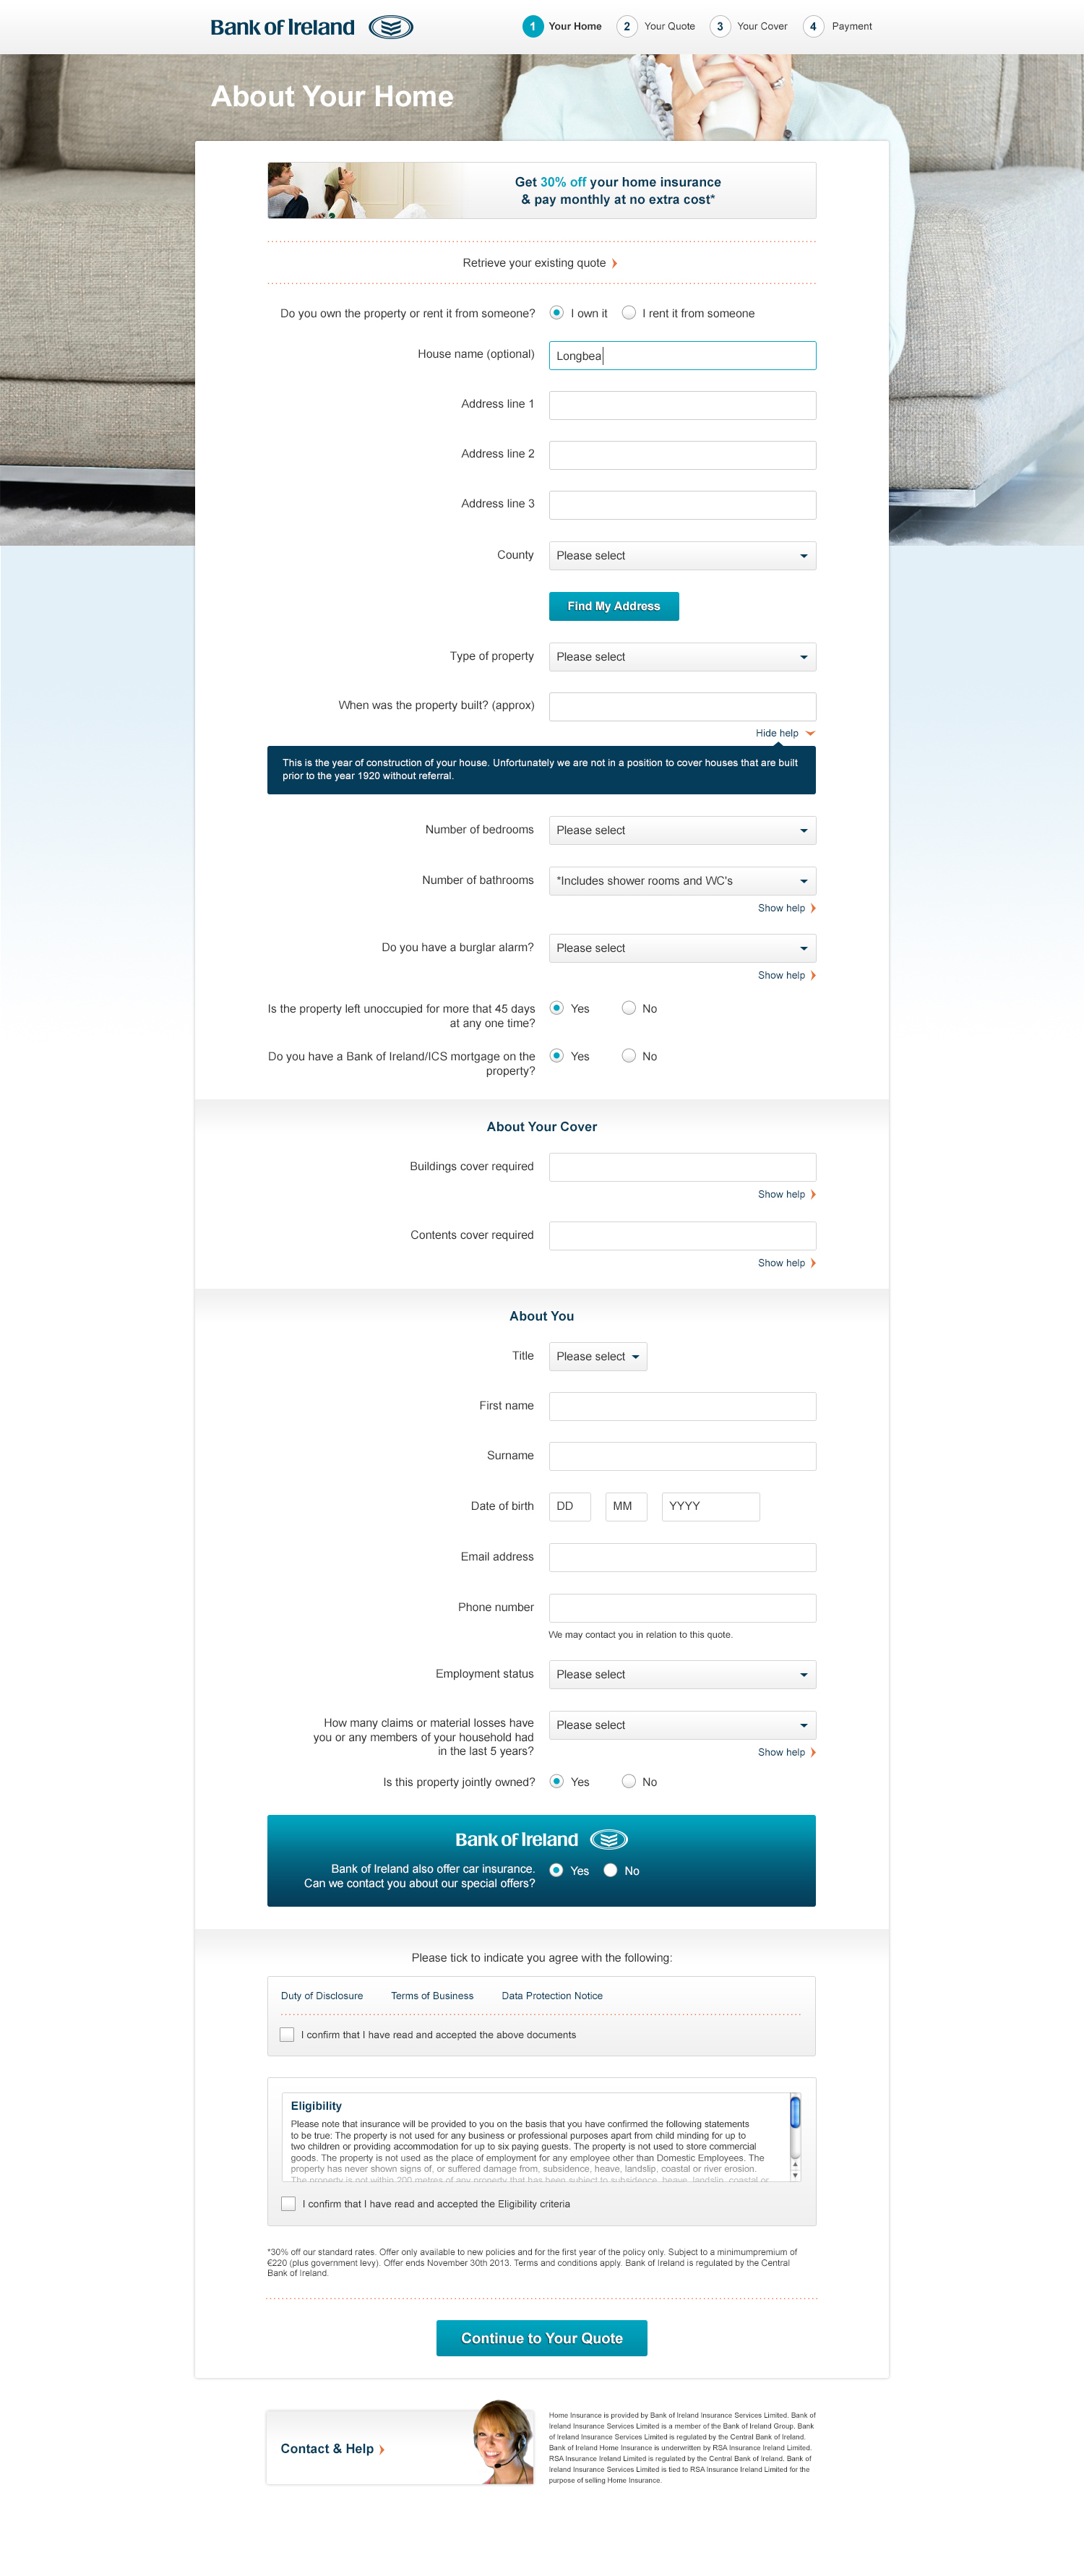 Bank of Ireland
1 Your Home 2 Your Quote 3 Your Cover 4 Payment
About Your Home
Get 30% off your home insurance
& pay monthly at no extra cost*
Retrieve your existing quote
Do you own the property or rent it from someone? I own it I rent it from someone
House name (optional) Longbea
Address line 1
Address line 2
Address line 3
County Please select
Find My Address
Type of property Please select
When was the property built? (approx)
Hide help
This is the year of construction of your house. Unfortunately we are not in a position to cover houses that are built
prior to the year 1920 without referral.
Number of bedrooms Please select
Number of bathrooms *Includes shower rooms and WC's
Show help
Do you have a burglar alarm? Please select
Show help
Is the property left unoccupied for more that 45 days Yes No
at any one time?
Do you have a Bank of Ireland/ICS mortgage on the Yes No
property?
About Your Cover
Buildings cover required
Show help
Contents cover required
Show help
About You
Title Please select
First name
Surname
Date of birth DD MM YYYY
Email address
Phone number
We may contact you in relation to this quote.
Employment status Please select
How many claims or material losses have Please select
you or any members of your household had
in the last 5 years? Show help
Is this property jointly owned? Yes No
Bank of Ireland
Bank of Ireland also offer car insurance. Yes No
Can we contact you about our special offers?
Please tick to indicate you agree with the following:
Duty of Disclosure Terms of Business Data Protection Notice
I confirm that I have read and accepted the above documents
Eligibility
Please note that insurance will be provided to you on the basis that you have confirmed the following statements
to be true: The property is not used for any business or professional purposes apart from child minding for up to
two children or providing accommodation for up to six paying guests. The property is not used to store commercial
goods. The property is not used as the place of employment for any employee other than Domestic Employees. The
property has never shown signs of, or suffered damage from, subsidence, heave, landslip, coastal or river erosion.
The property is not within 200 metres of any property that has been subject to subsidence, heave, landslip, coastal or
I confirm that I have read and accepted the Eligibility criteria
*30% off our standard rates. Offer only available to new policies and for the first year of the policy only. Subject to a minimumpremium of
€220 (plus government levy). Offer ends November 30th 2013. Terms and conditions apply. Bank of Ireland is regulated by the Central
Bank of Ireland.
Continue to Your Quote
Contact & Help
Home Insurance is provided by Bank of Ireland Insurance Services Limited. Bank of
Ireland Insurance Services Limited is a member of the Bank of Ireland Group. Bank
of Ireland Insurance Services Limited is regulated by the Central Bank of Ireland.
Bank of Ireland Home Insurance is underwritten by RSA Insurance Ireland Limited.
RSA Insurance Ireland Limited is regulated by the Central Bank of Ireland. Bank of
Ireland Insurance Services Limited is tied to RSA Insurance Ireland Limited for the
purpose of selling Home Insurance.